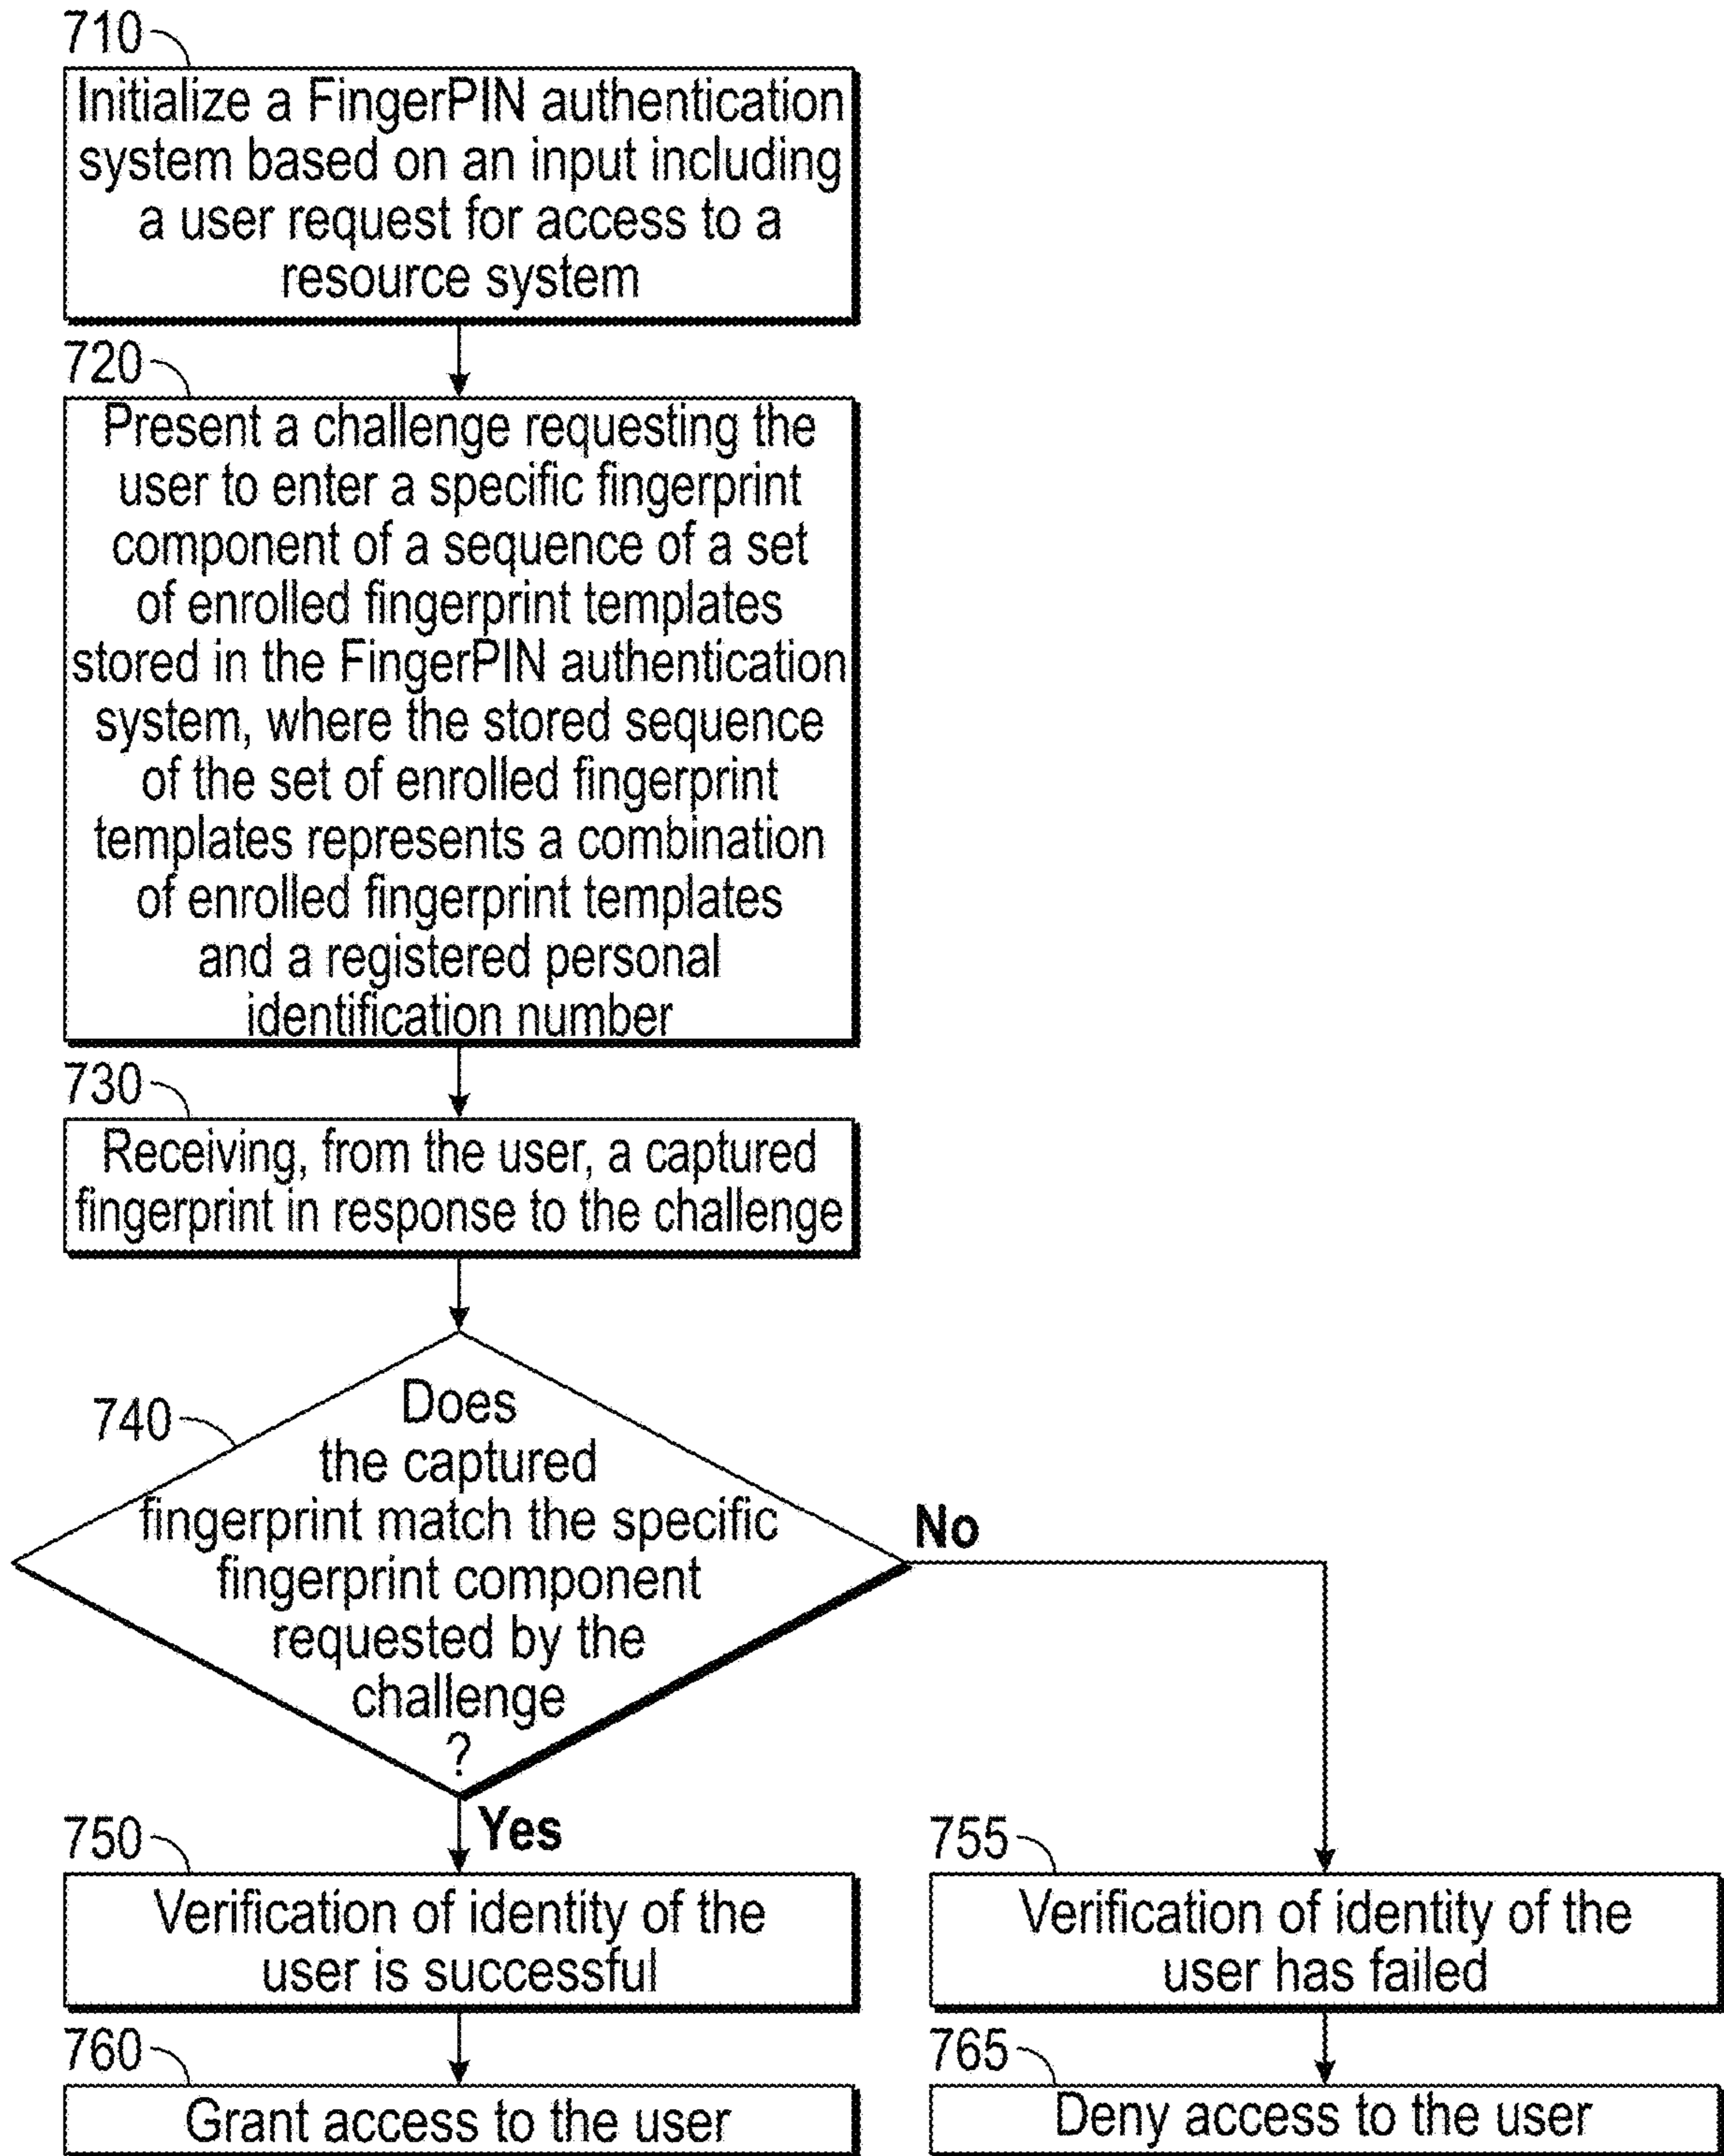 710
Initialize a FingerPIN authentication
system based on an input including
a user request for access to a
resource system
720
Present a challenge requesting the
user to enter a specific fingerprint
component of a sequence of a set
of enrolled fingerprint templates
stored in the FingerPIN authentication
system, where the stored sequence
of the set of enrolled fingerprint
templates represents a combination
of enrolled fingerprint templates
and a registered personal
identification number
730
Receiving, from the user, a captured
fingerprint in response to the challenge
740
Does
the captured
fingerprint match the specific
fingerprint component
requested by the
challenge
?
No
Yes
750
Verification of identity of the
user is successful
755
Verification of identity of the
user has failed
760
Grant access to the user
765
Deny access to the user